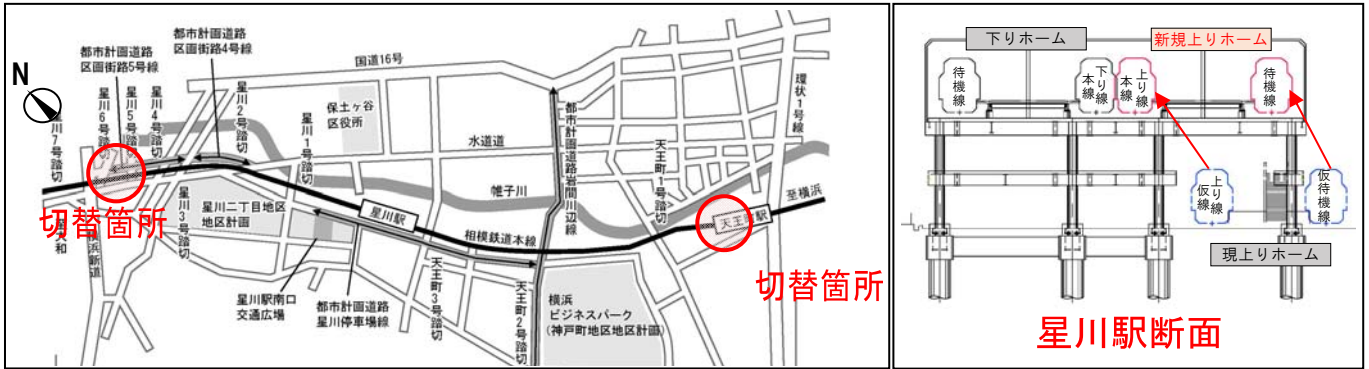 都市計画道路
区画街路5号線
都市計画道路
区画街路4号線
国道16号
N
環状1号線
星川7号踏切
星川6号踏切
星川5号踏切
星川4号踏切
星川2号踏切
保土ヶ谷
区役所
星川1号踏切
水道道
都市計画道路岩間川辺線
天王町1号踏切
帷子川
至横浜
星川駅
天王町駅
切替箇所
星川3号踏切
星川二丁目地区
地区計画
相模鉄道本線
切替箇所
至大和
横浜新道
星川駅南口
交通広場
都市計画道路
星川停車場線
天王町3号踏切
天王町2号踏切
横浜
ビジネスパーク
(神戸町地区地区計画)
下りホーム
新規上りホーム
待機線
下り線
本線
上り線
本線
待機線
上り線
仮線
仮待機線
現上りホーム
星川駅断面